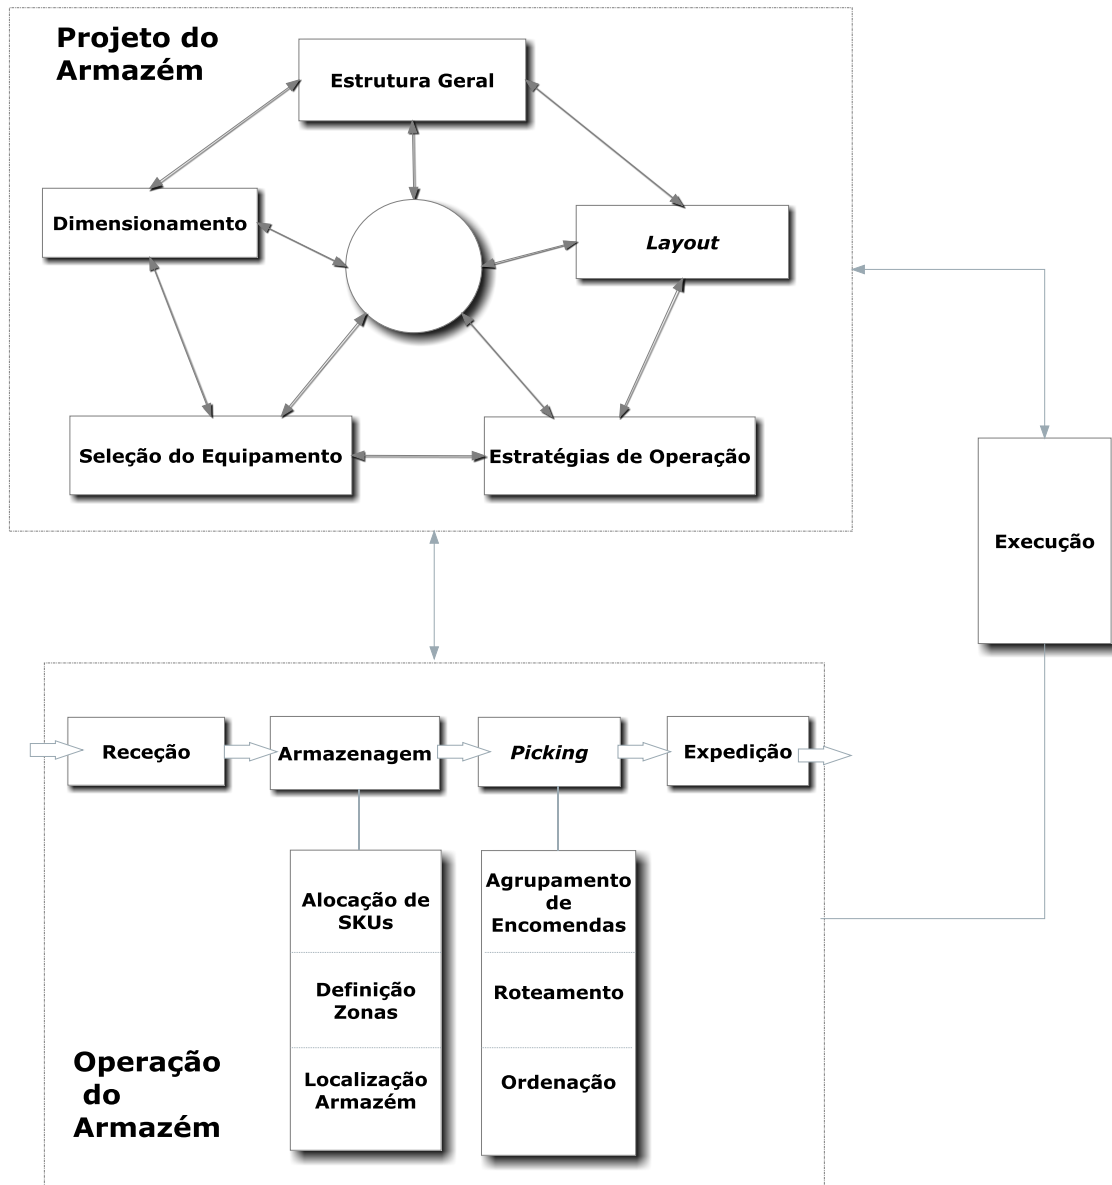 Projeto do
Armazém
Estrutura Geral
Dimensionamento
Layout
Seleção do Equipamento
Estratégias de Operação
Execução
Receção
Armazenagem
Picking
Expedição
Alocação de
SKUs
Definição
Zonas
Localização
Armazém
Agrupamento
de
Encomendas
Roteamento
Ordenação
Operação
do
Armazém